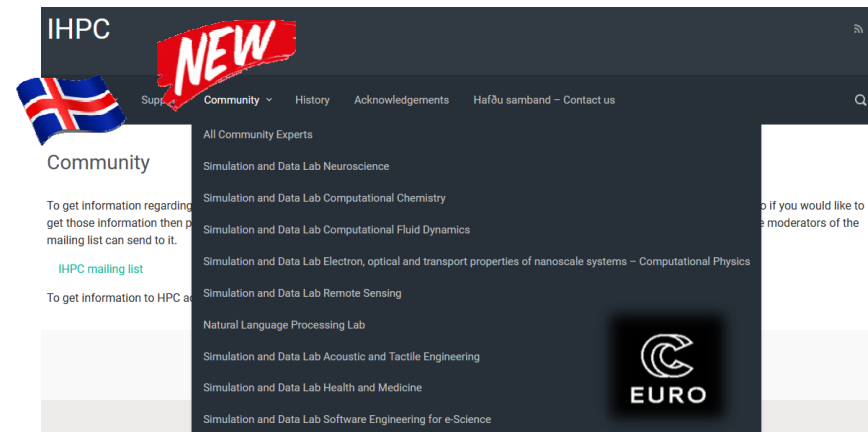 IHPC
NEW
Community
History
Acknowledgements
Hafðu samband – Contact us
All Community Experts
Simulation and Data Lab Neuroscience
Simulation and Data Lab Computational Chemistry
Simulation and Data Lab Computational Fluid Dynamics
Simulation and Data Lab Electron, optical and transport properties of nanoscale systems – Computational Physics
Simulation and Data Lab Remote Sensing
Natural Language Processing Lab
Simulation and Data Lab Acoustic and Tactile Engineering
Simulation and Data Lab Health and Medicine
Simulation and Data Lab Software Engineering for e-Science
Community
To get information regarding
if you would like to
get those information then
moderators of the
mailing list can send to it.
IHPC mailing list
To get information to HPC
EURO